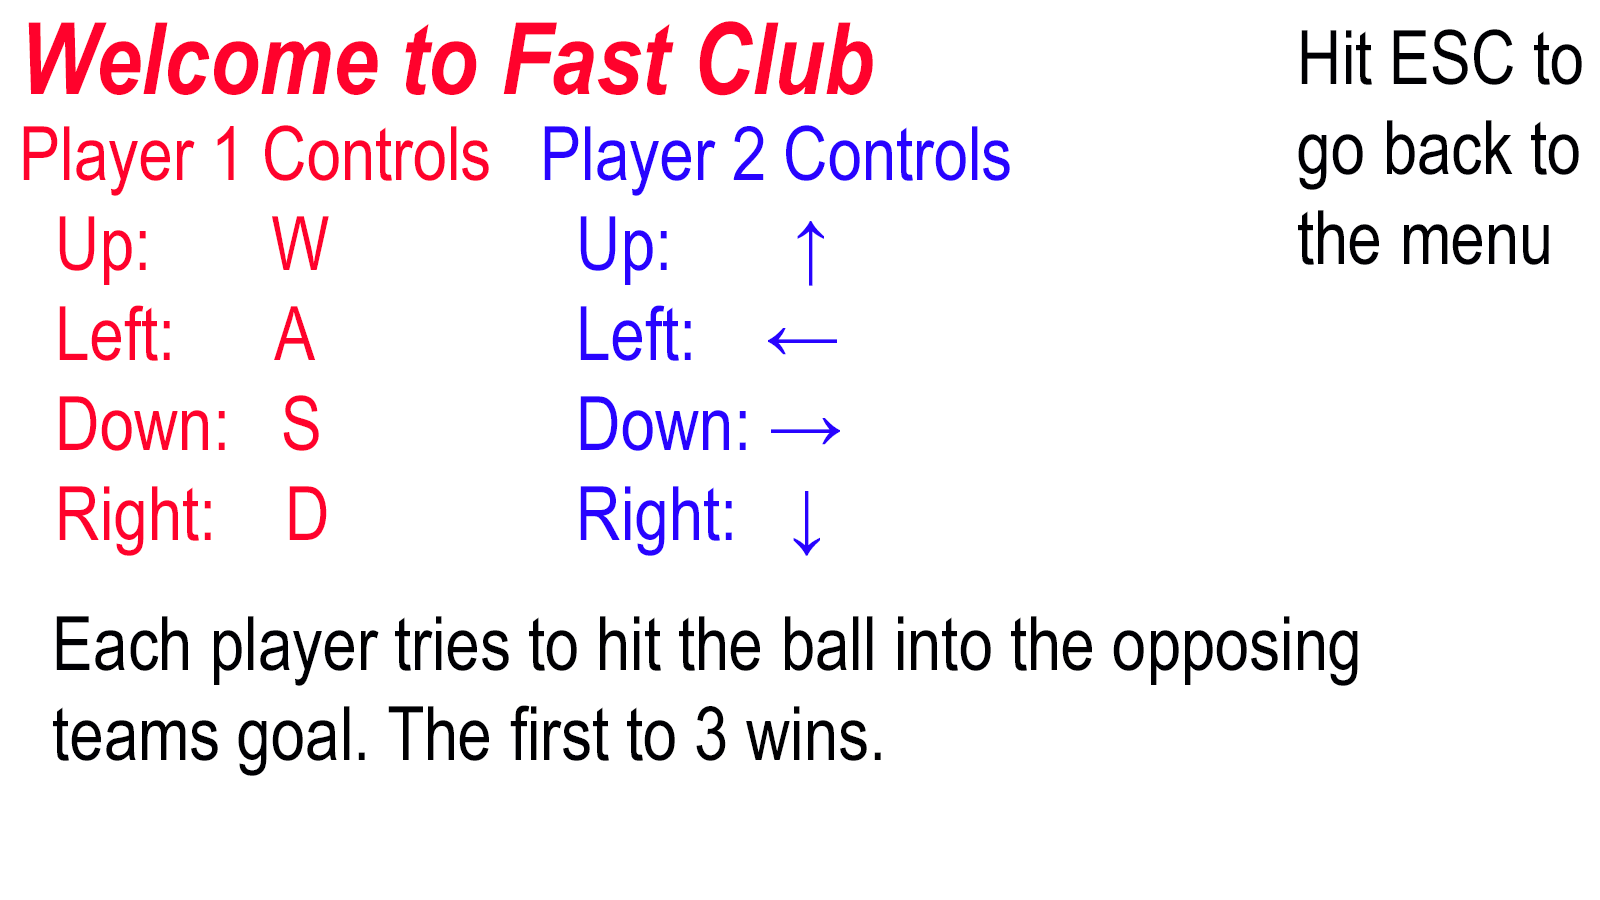 Welcome to Fast Club
Player 1 Controls
Up: W
Left: A
Down: S
Right: D
Player 2 Controls
Up: ↑
Left: ←
Down: →
Right: ↓
Hit ESC to
go back to
the menu
Each player tries to hit the ball into the opposing
teams goal. The first to 3 wins.